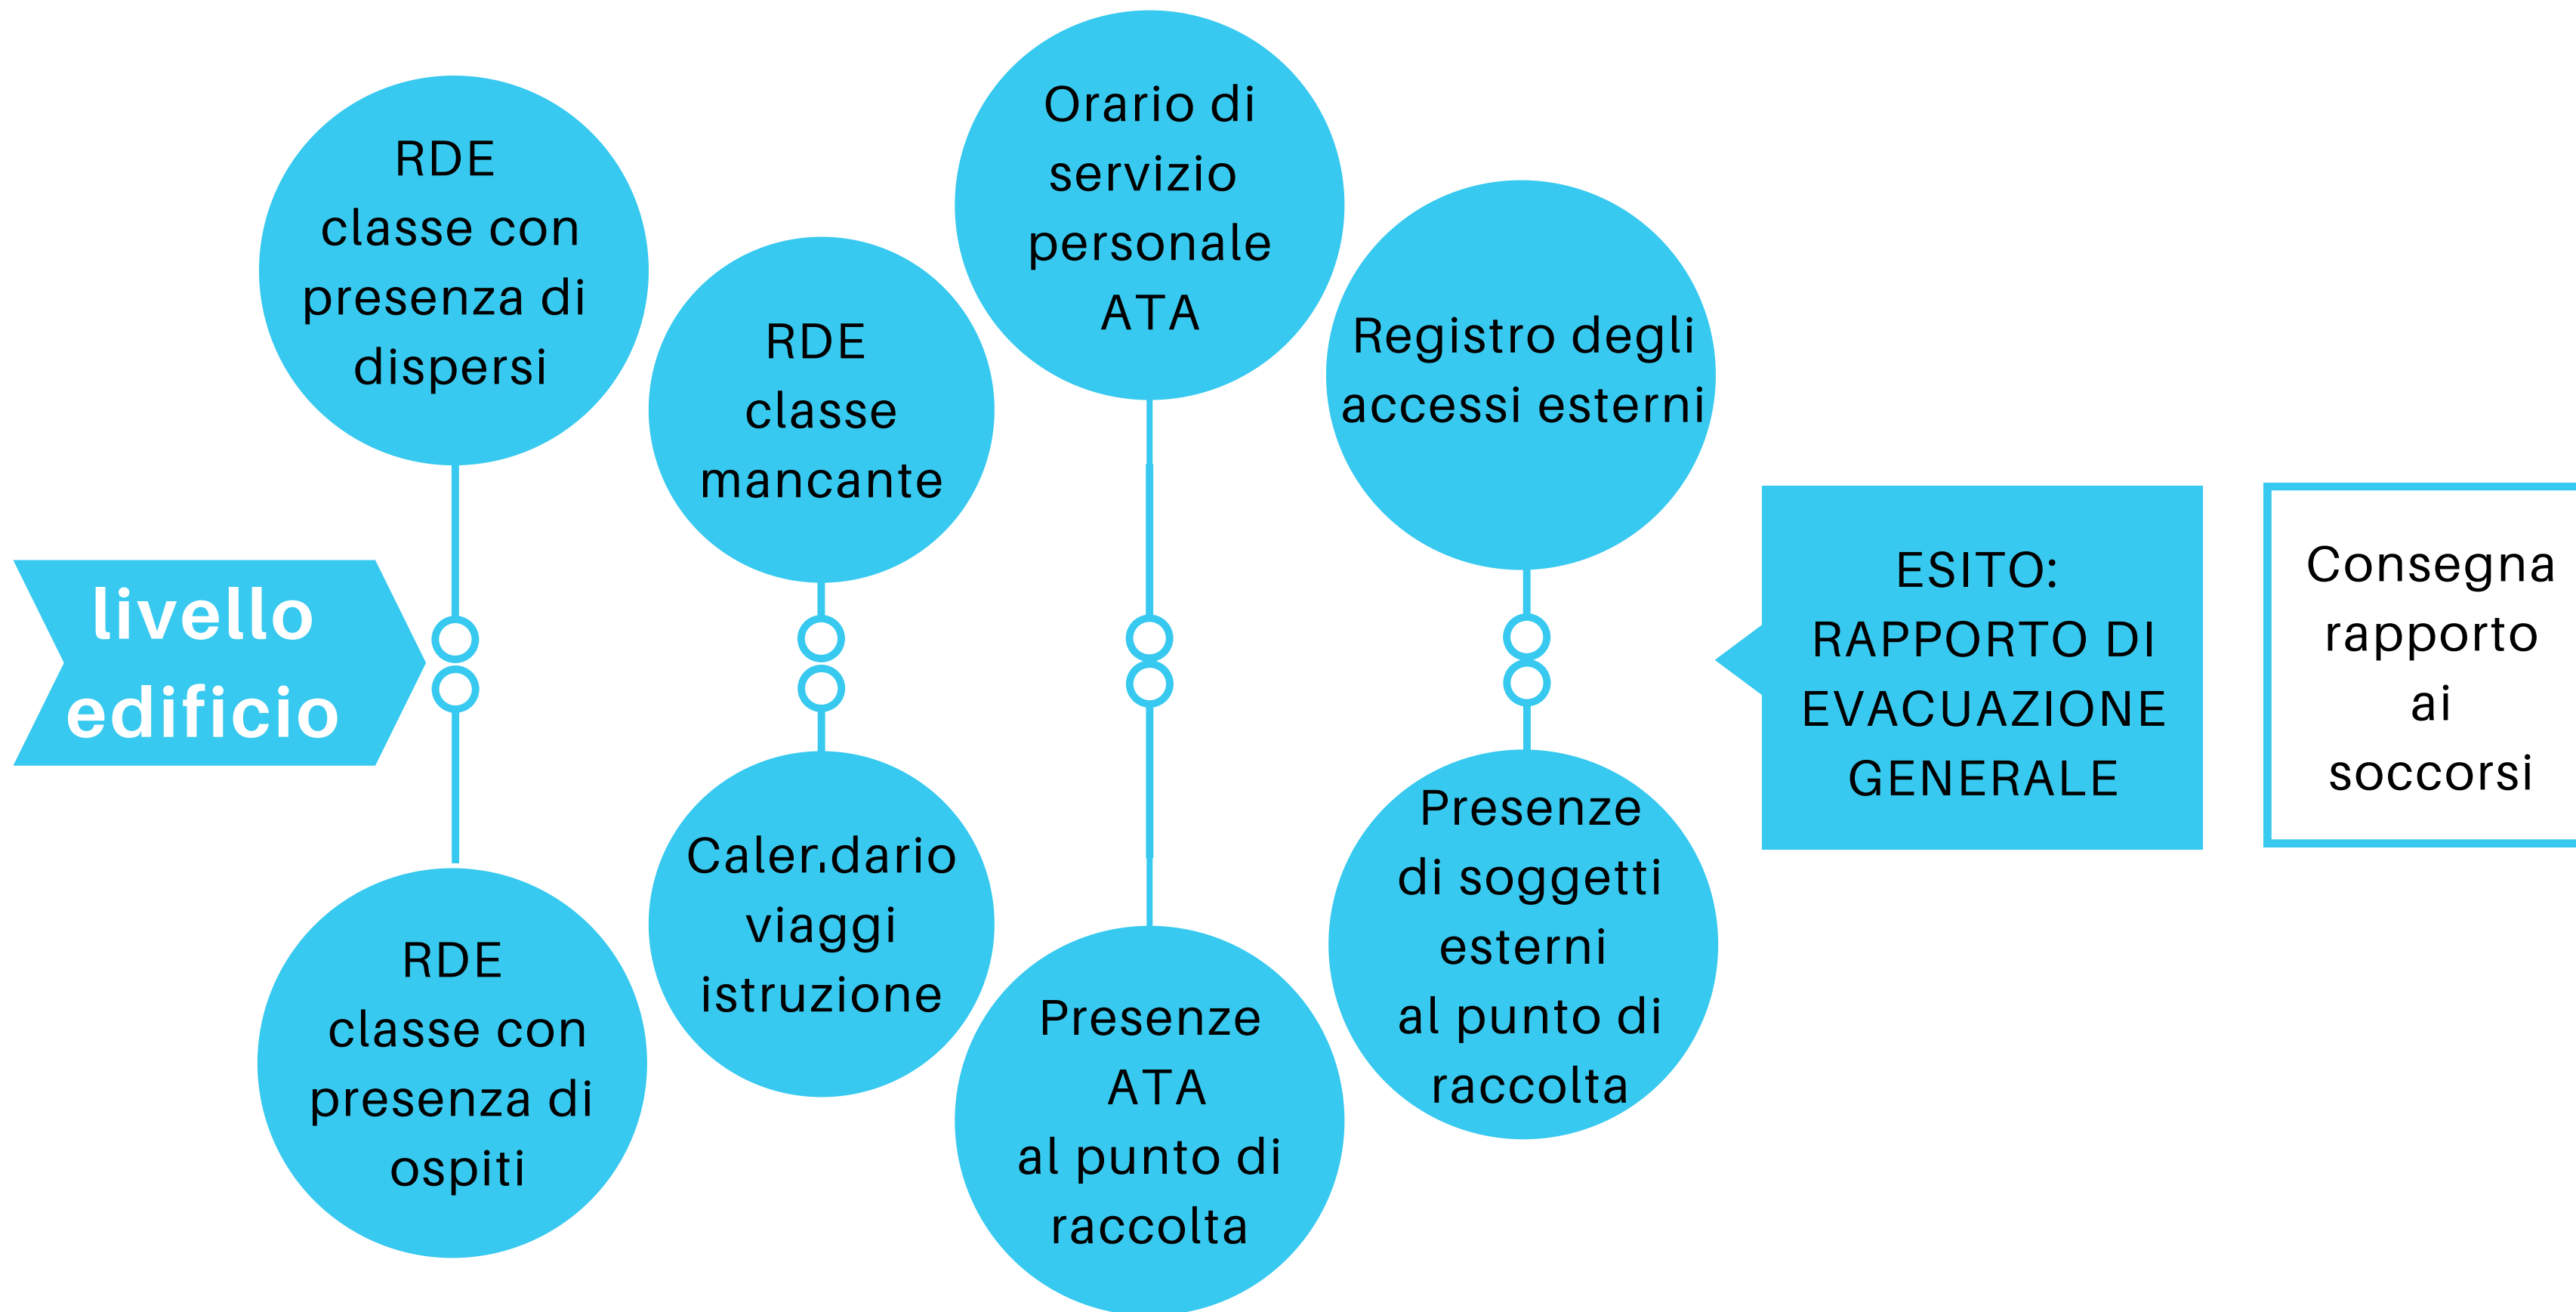 livello
edificio
RDE
classe con
presenza di
dispersi
RDE
classe con
presenza di
ospiti
RDE
classe
mancante
Caler.dario
viaggi
istruzione
Orario di
servizio
personale
ATA
Presenze
ATA
al punto di
raccolta
Registro degli
accessi esterni
Presenze
di soggetti
esterni
al punto di
raccolta
ESITO:
RAPPORTO DI
EVACUAZIONE
GENERALE
Consegna
rapporto
ai
soccorsi